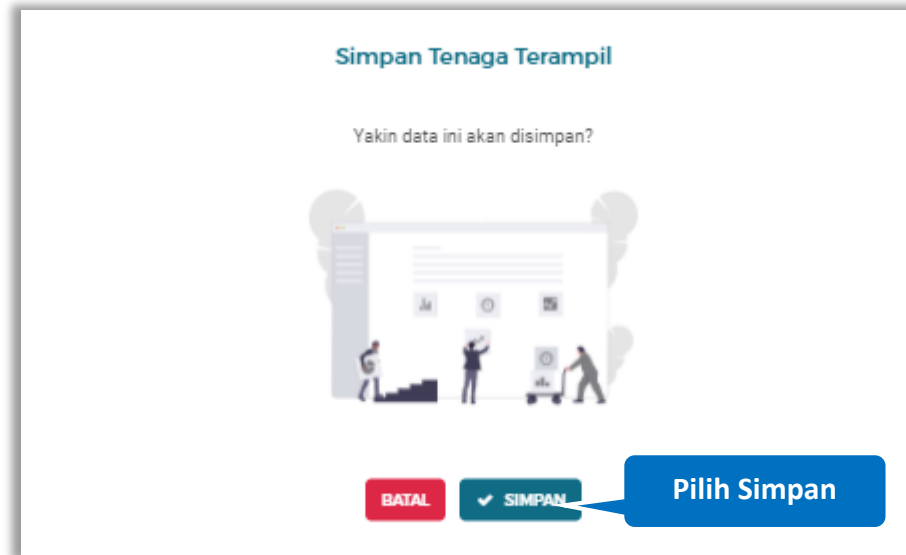 Simpan Tenaga Terampil
Yakin data ini akan disimpan?
BATAL
SIMPAN
Pilih Simpan